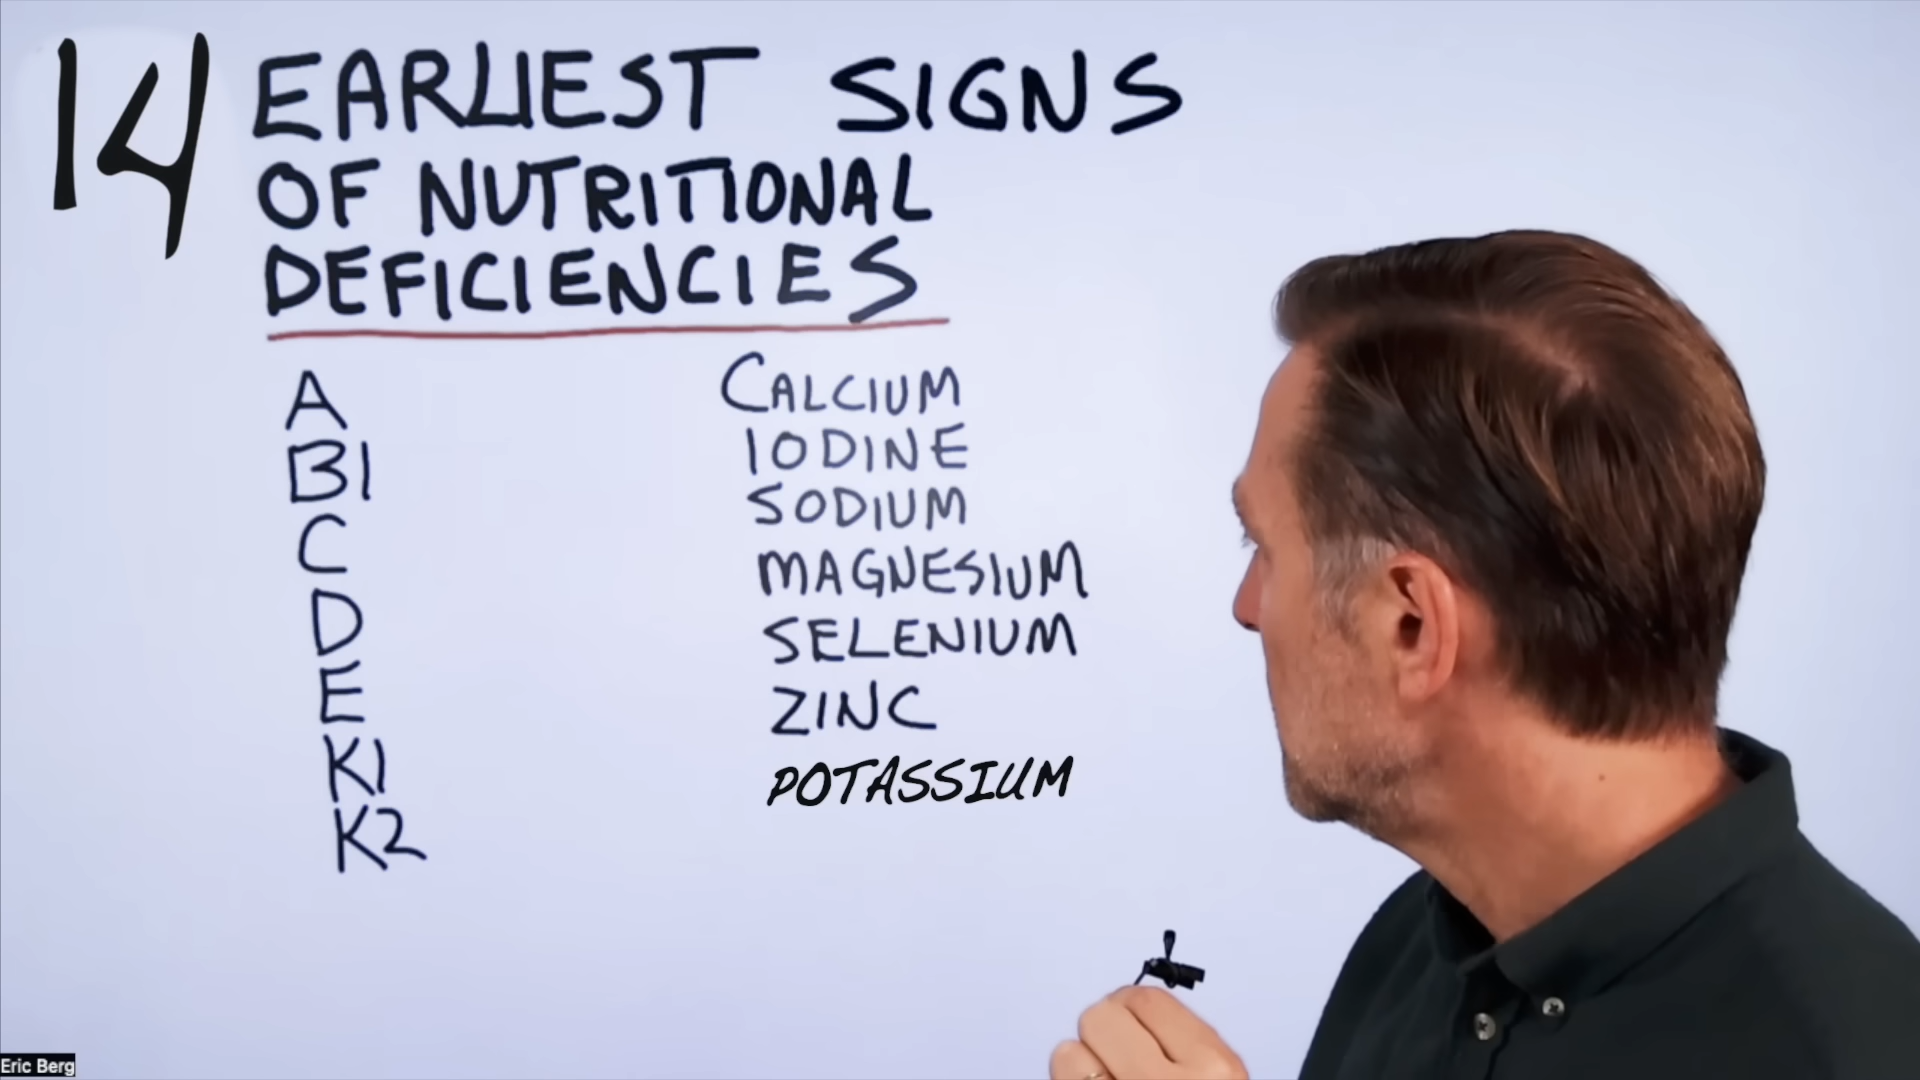 14 EARLIEST SIGNS
OF NUTRITIONAL
DEFICIENCIES
A
B1
C
D
E
K1
K2
CALCIUM
IODINE
SODIUM
MAGNESIUM
SELENIUM
ZINC
POTASSIUM
Eric Berg